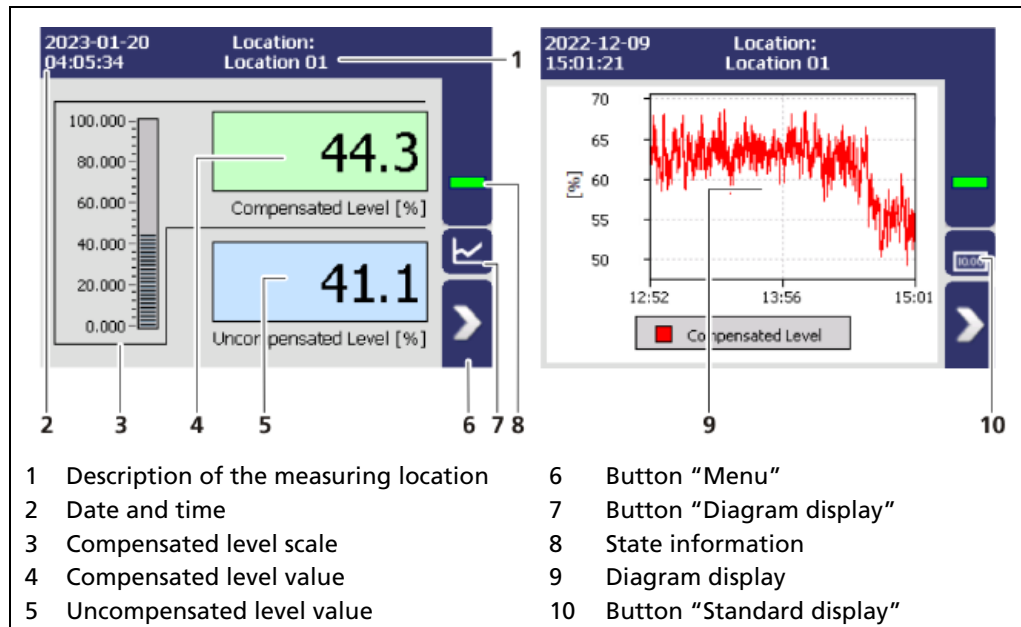 2023-01-20 Location:
04:05:34 Location 01
1
100.000
80.000
60.000
40.000
20.000
0.000
44.3
Compensated Level [%]
41.1
Uncompensated Level [%]
2 3 4 5 6 7 8
2022-12-09 Location:
15:01:21 Location 01
70
65
60
55
50
[%]
12:52 13:56 15:01
Compensated Level
10.00
9 10
1 Description of the measuring location
2 Date and time
3 Compensated level scale
4 Compensated level value
5 Uncompensated level value
6 Button “Menu”
7 Button “Diagram display”
8 State information
9 Diagram display
10 Button “Standard display”